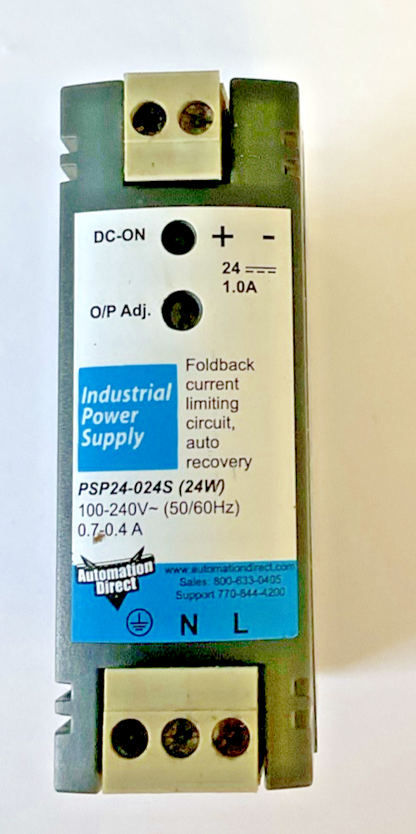 DC-ON + -
24
1.0A
O/P Adj.
Foldback
current
limiting
circuit,
auto
recovery
Industrial
Power
Supply
PSP24-024S (24W)
100-240V~ (50/60Hz)
0.7-0.4 A
Automation
Direct
www.automationdirect.com
Sales: 800-633-0405
Support 770-844-4200
N L